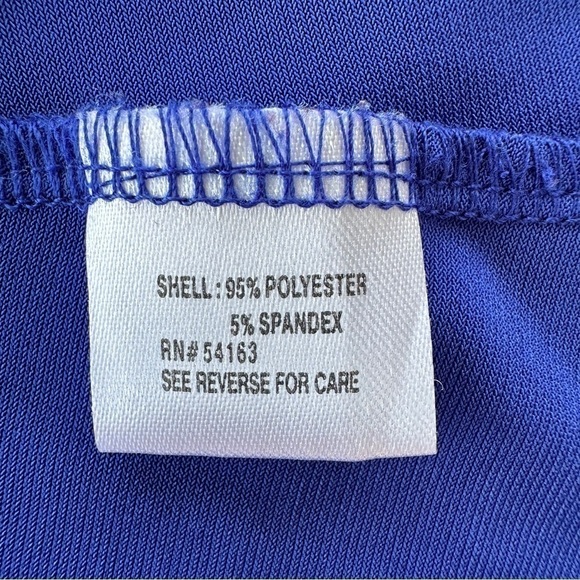 SHELL : 95% POLYESTER
5% SPANDEX
RN# 54163
SEE REVERSE FOR CARE